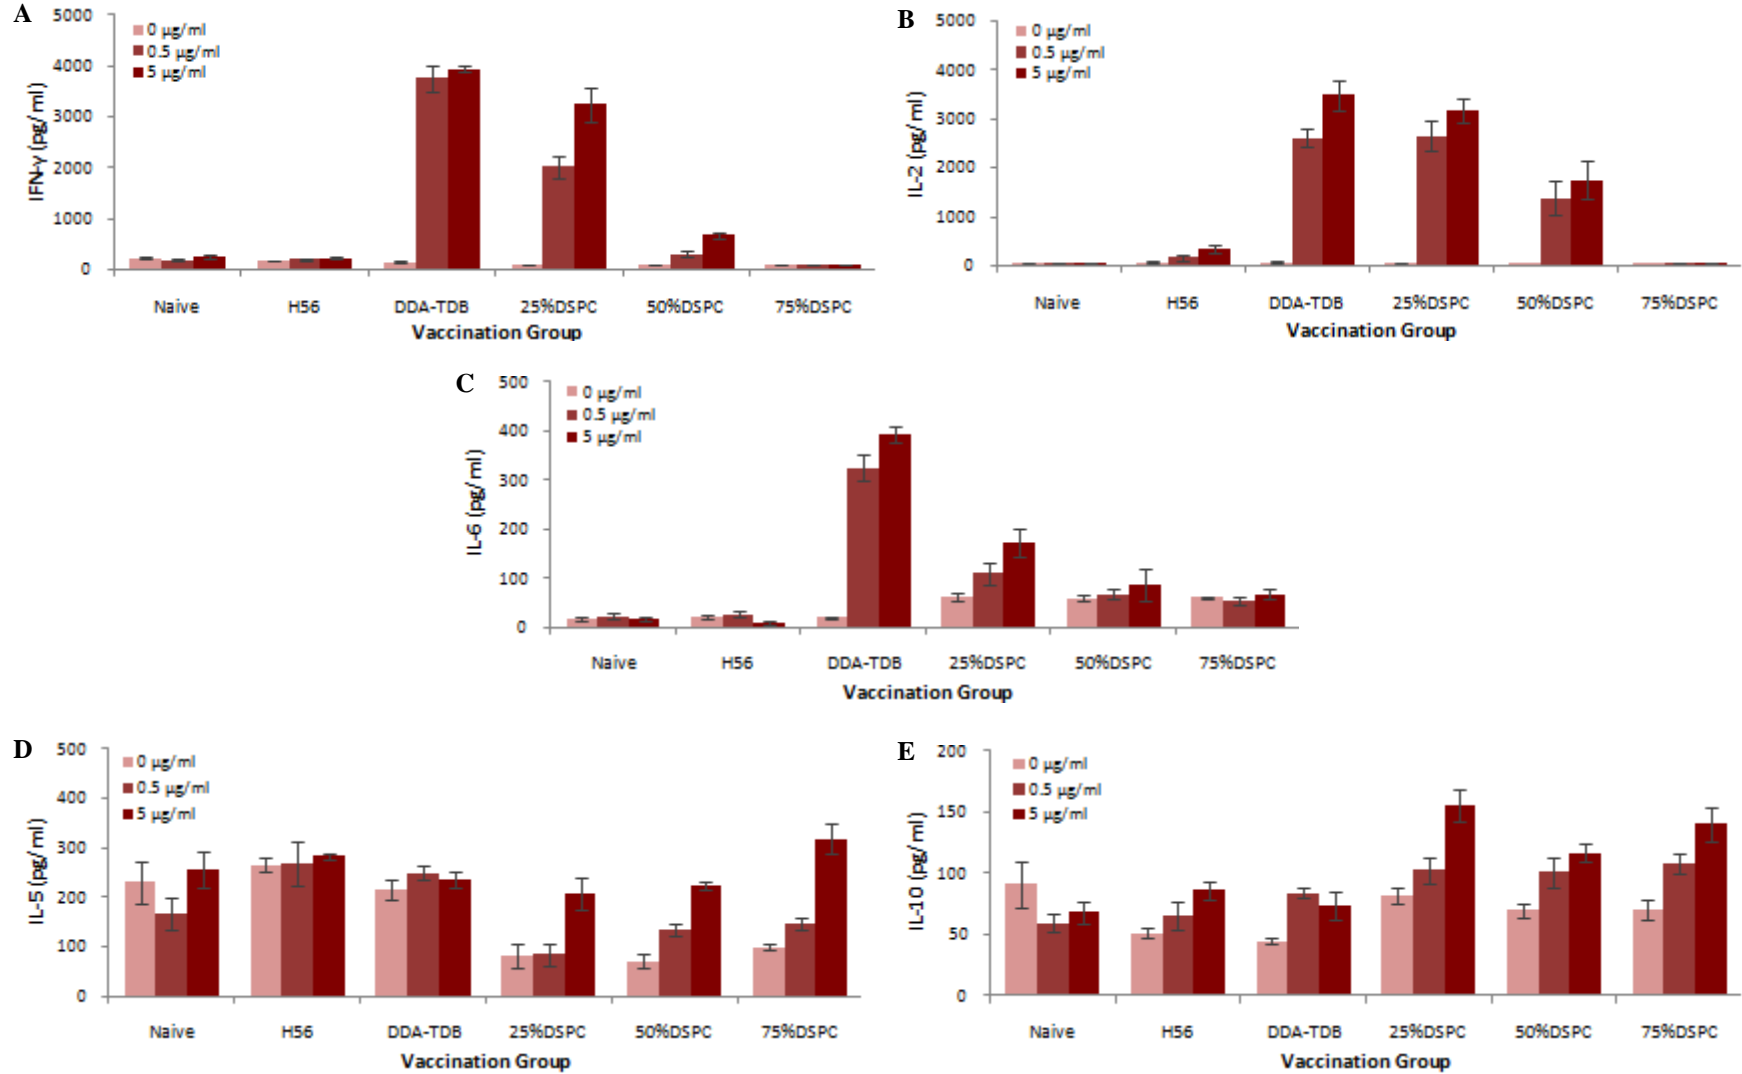 A
5000
4000
3000
2000
1000
0
IFN-γ (pg/ml)
0 µg/ml
0.5 µg/ml
5 µg/ml
Naive H56 DDA-TDB 25%DSPC 50%DSPC 75%DSPC
Vaccination Group
B
5000
4000
3000
2000
1000
0
IL-2 (pg/ml)
0 µg/ml
0.5 µg/ml
5 µg/ml
Naive H56 DDA-TDB 25%DSPC 50%DSPC 75%DSPC
Vaccination Group
C
500
400
300
200
100
0
IL-6 (pg/ml)
0 µg/ml
0.5 µg/ml
5 µg/ml
Naive H56 DDA-TDB 25%DSPC 50%DSPC 75%DSPC
Vaccination Group
D
500
400
300
200
100
0
IL-5 (pg/ml)
0 µg/ml
0.5 µg/ml
5 µg/ml
Naive H56 DDA-TDB 25%DSPC 50%DSPC 75%DSPC
Vaccination Group
E
200
150
100
50
0
IL-10 (pg/ml)
0 µg/ml
0.5 µg/ml
5 µg/ml
Naive H56 DDA-TDB 25%DSPC 50%DSPC 75%DSPC
Vaccination Group